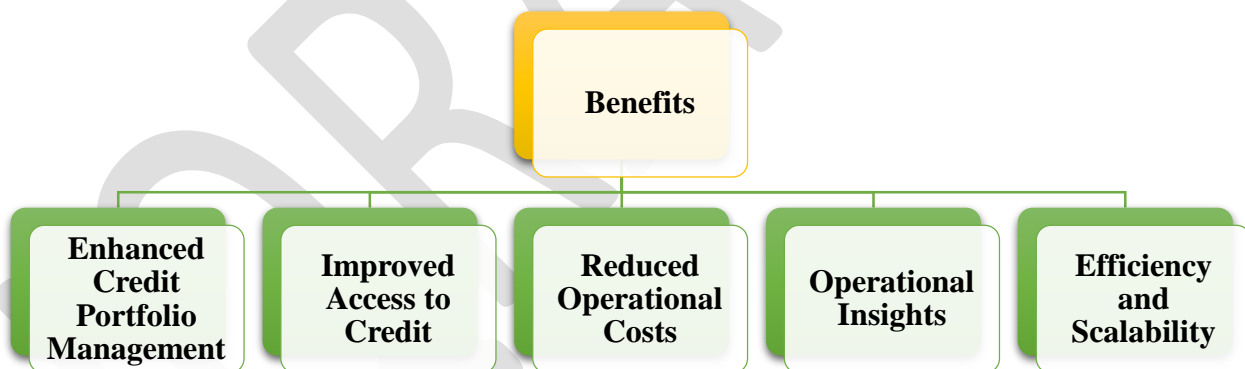 Benefits
Enhanced
Credit
Portfolio
Management
Improved
Access to
Credit
Reduced
Operational
Costs
Operational
Insights
Efficiency
and
Scalability